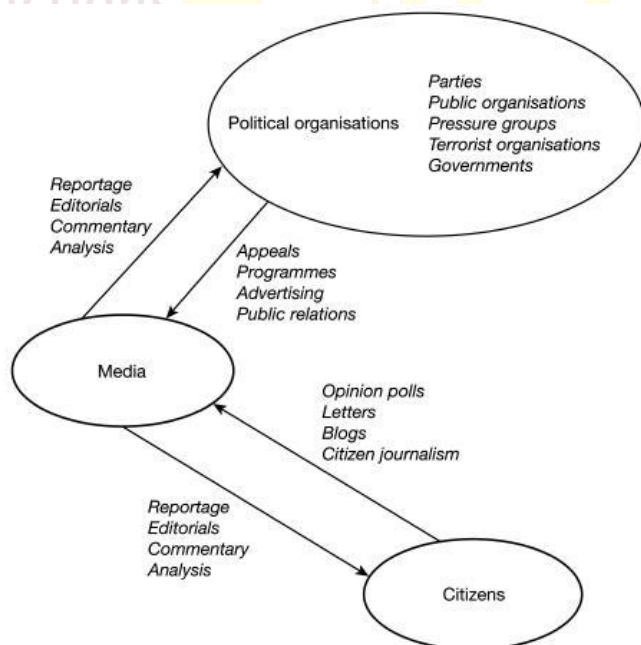 Parties
Public organisations
Political organisations
Pressure groups
Terrorist organisations
Governments
Reportage
Editorials
Commentary
Analysis
Appeals
Programmes
Advertising
Public relations
Media
Opinion polls
Letters
Blogs
Citizen journalism
Reportage
Editorials
Commentary
Analysis
Citizens